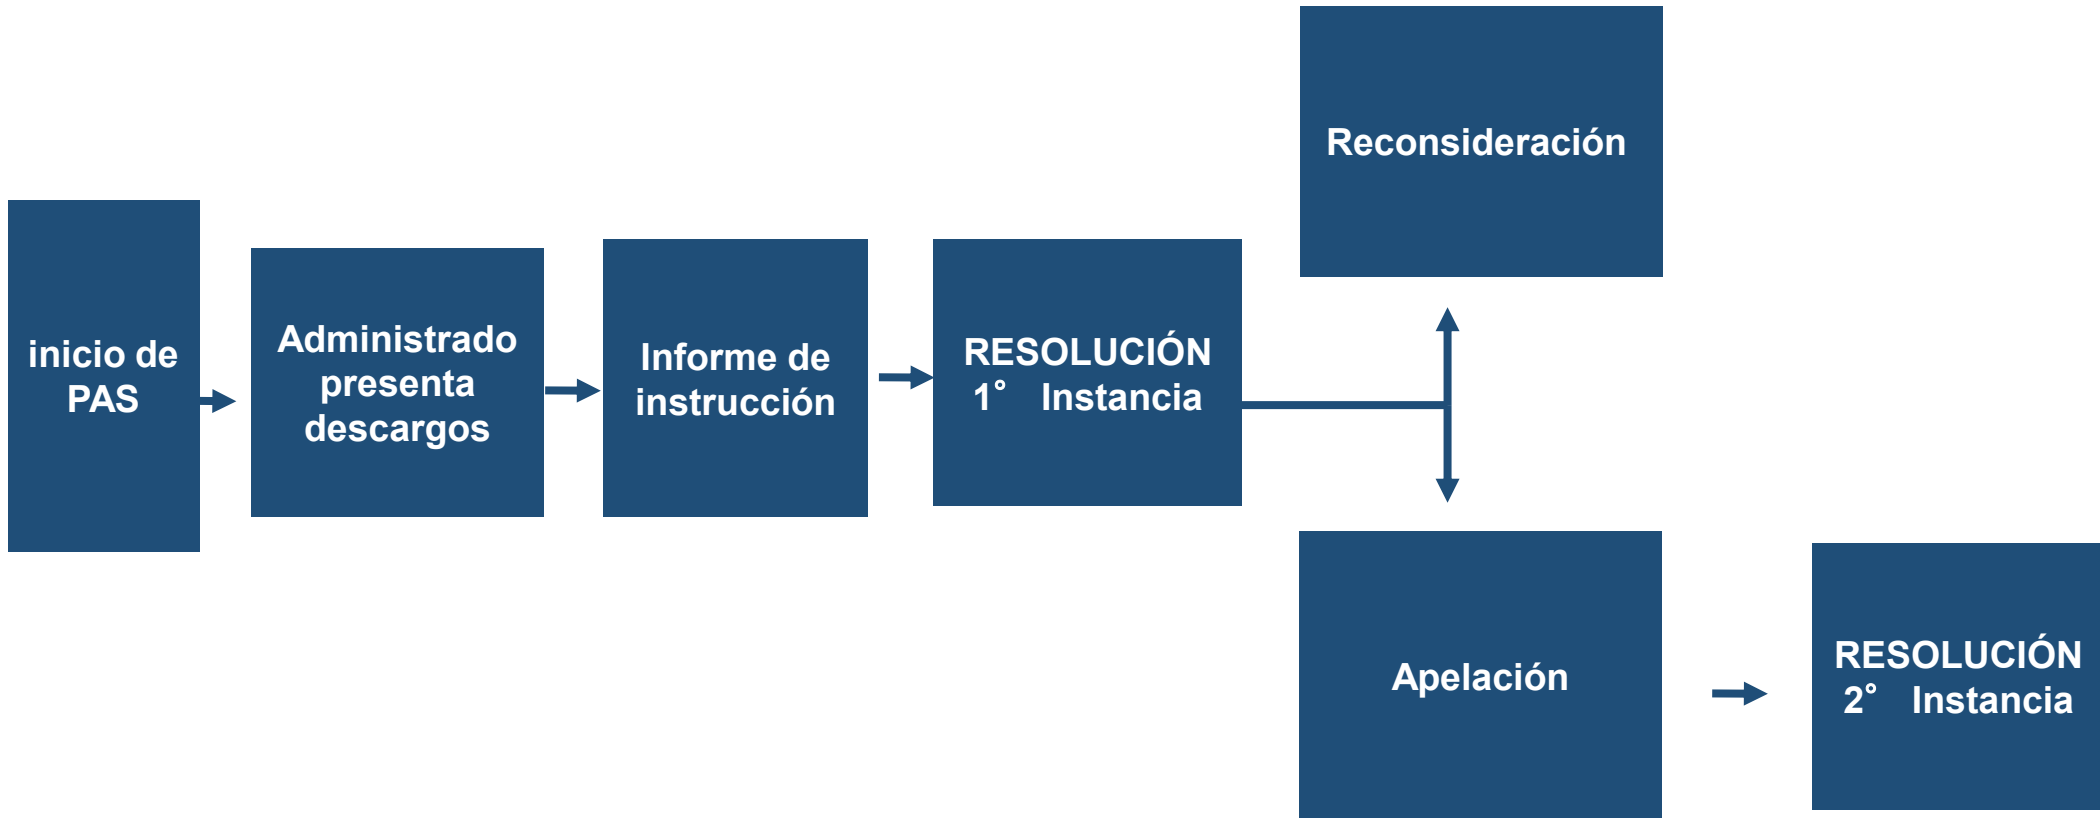 inicio de
PAS
Administrado
presenta
descargos
Informe de
instrucción
RESOLUCIÓN
1° Instancia
Reconsideración
Apelación
RESOLUCIÓN
2° Instancia